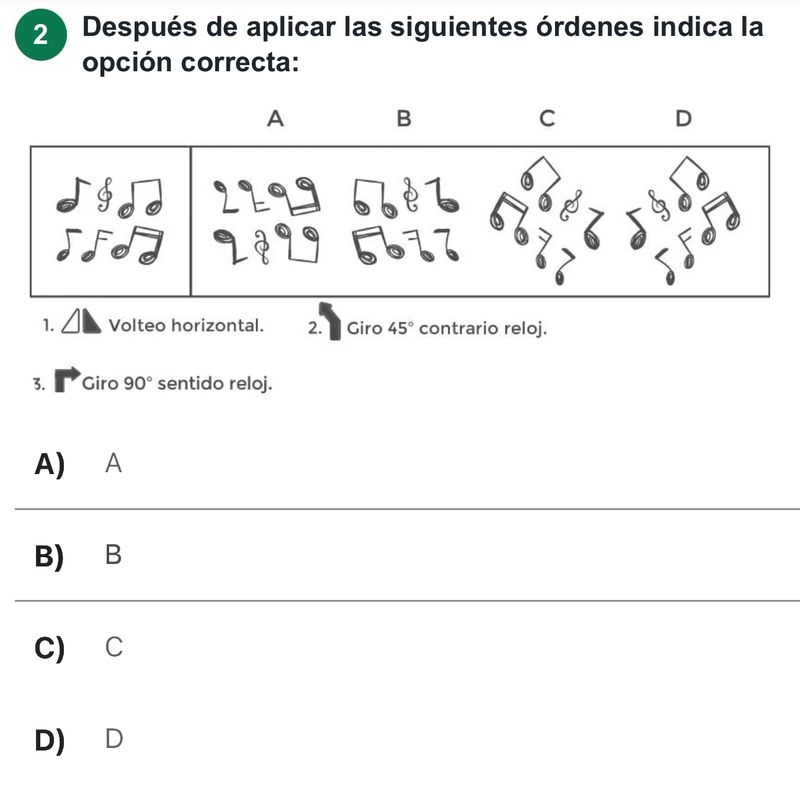 2 Después de aplicar las siguientes órdenes indica la
opción correcta:
A B C D
1. Volteo horizontal. 2. Giro 45° contrario reloj.
3. Giro 90° sentido reloj.
A) A
B) B
C) C
D) D